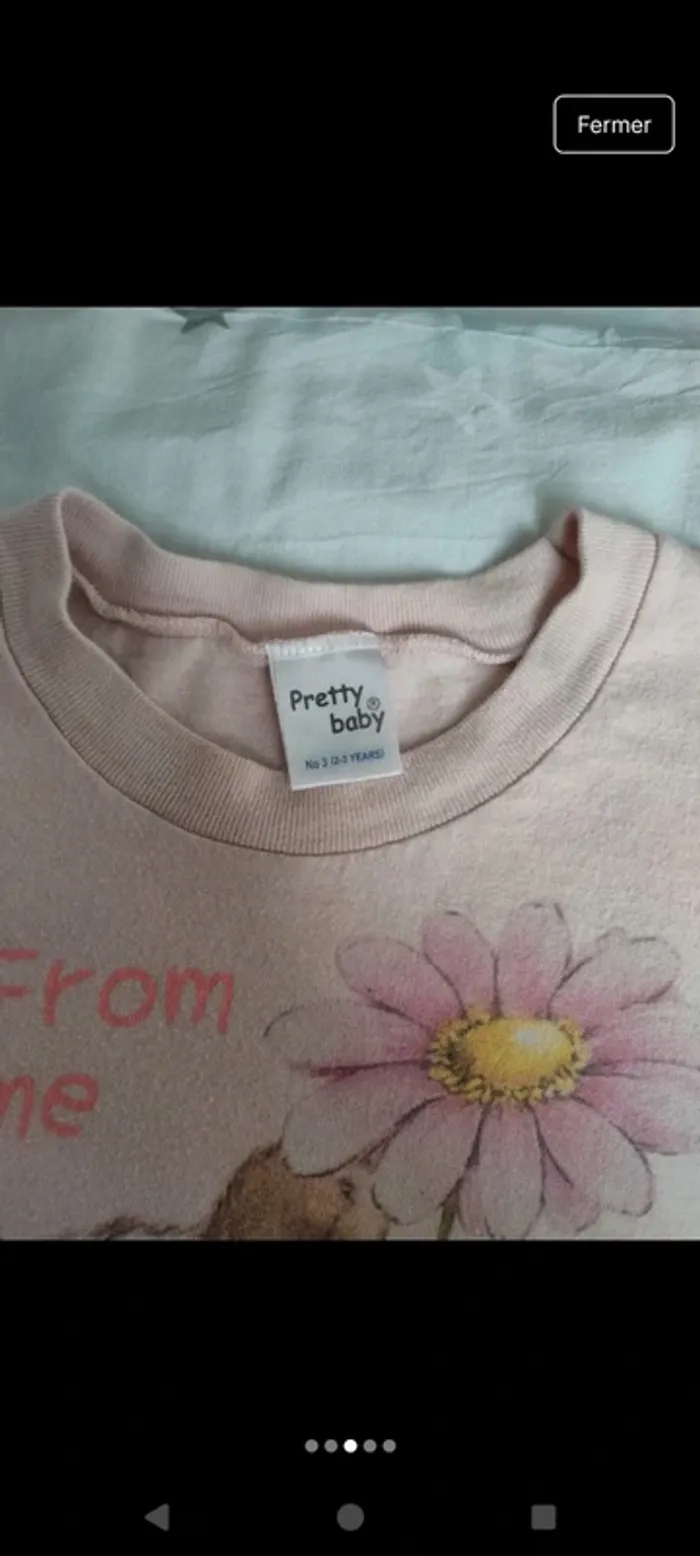 Fermer
Pretty®
baby
No 3 (2-3 YEARS)
From
me